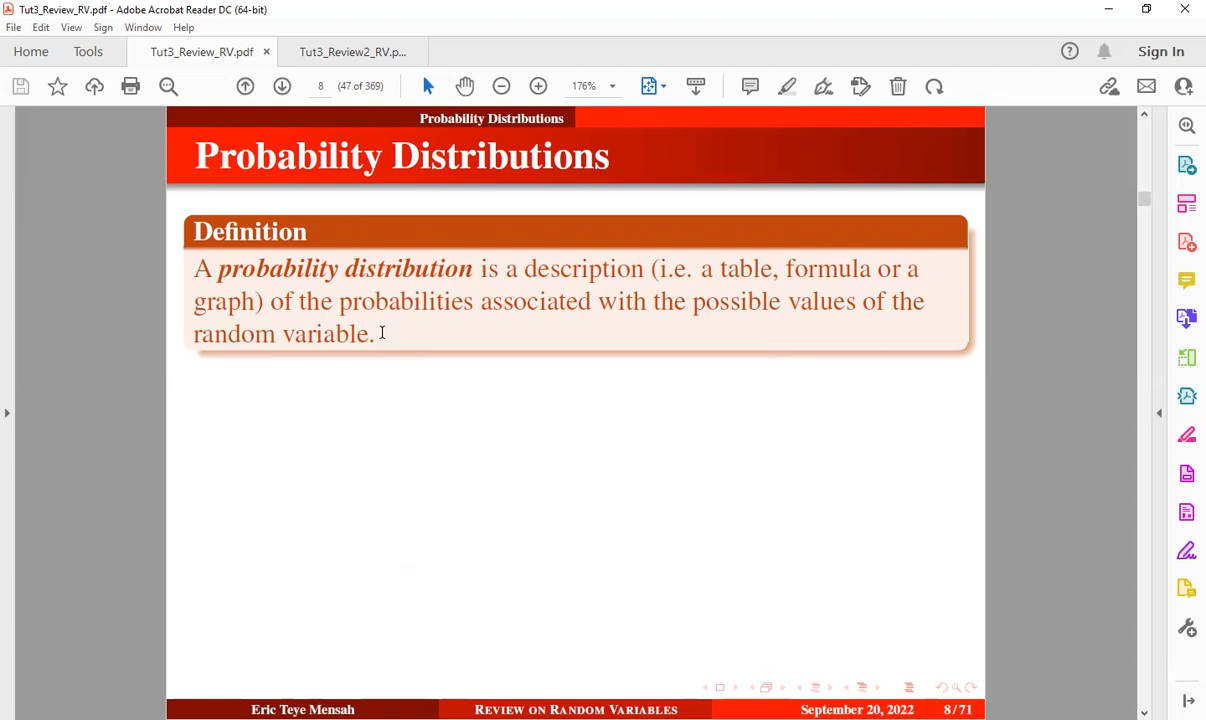 Tut3_Review_RV.pdf - Adobe Acrobat Reader DC (64-bit)
File Edit View Sign Window Help
Home Tools Tut3_Review_RV.pdf × Tut3_Review2_RV.p... Sign In
8 (47 of 369) 176%
Probability Distributions
Probability Distributions
Definition
A probability distribution is a description (i.e. a table, formula or a
graph) of the probabilities associated with the possible values of the
random variable.
Eric Teye Mensah REVIEW ON RANDOM VARIABLES September 20, 2022 8/71